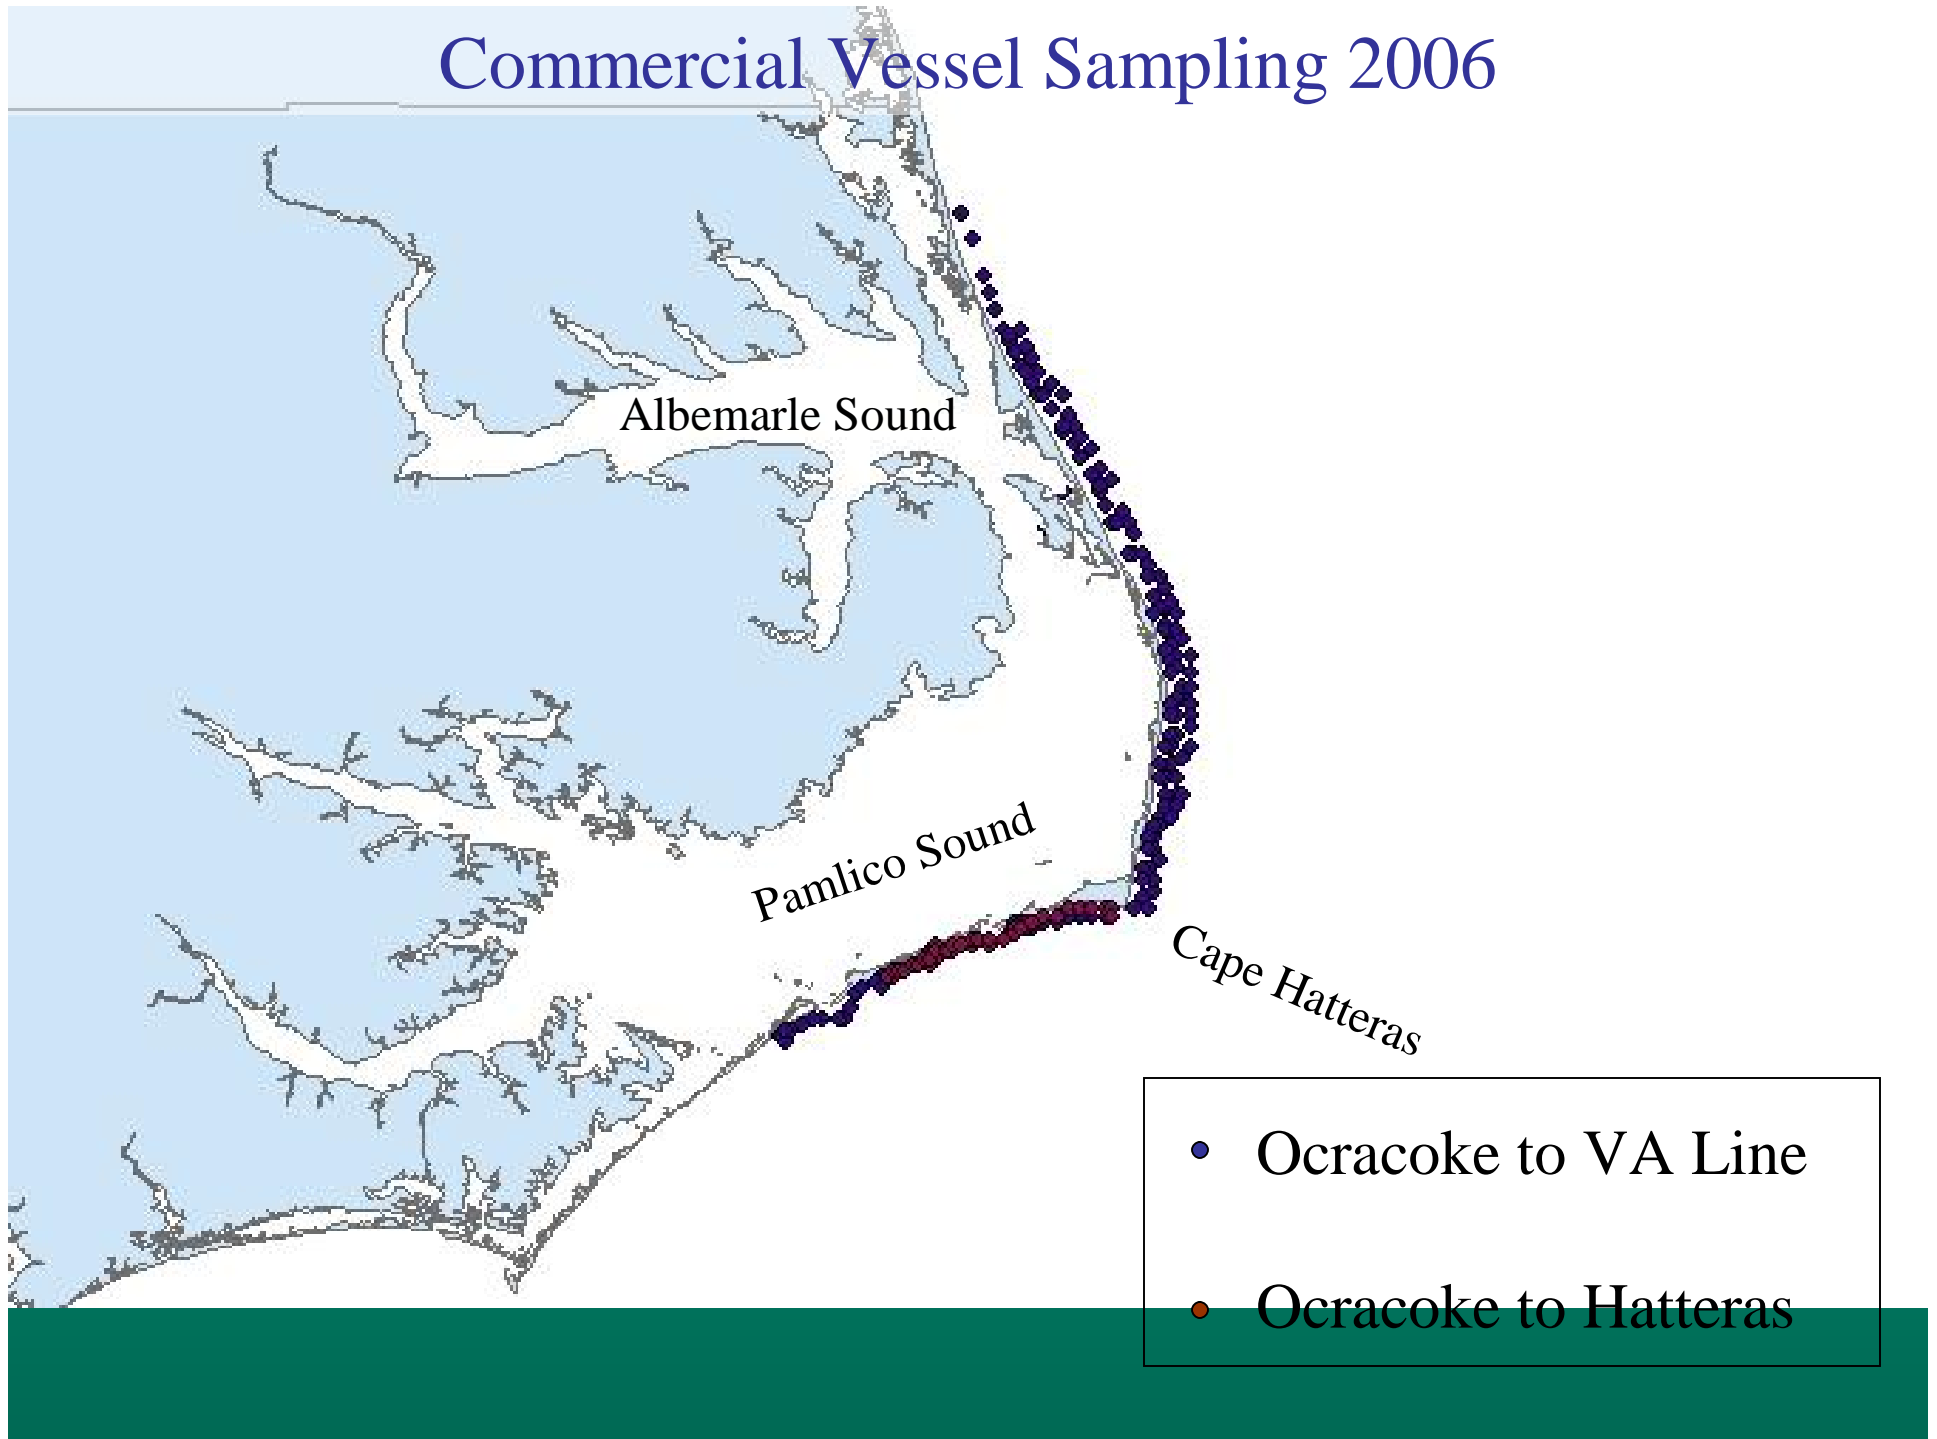 Commercial Vessel Sampling 2006
Albemarle Sound
Pamlico Sound
Cape Hatteras
Ocracoke to VA Line
Ocracoke to Hatteras